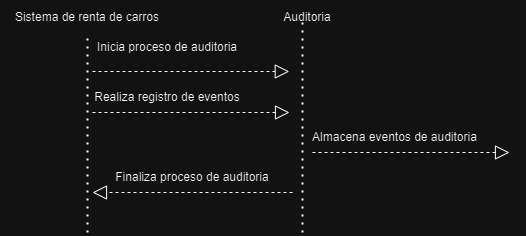 Sistema de renta de carros
Auditoria
Inicia proceso de auditoria
Realiza registro de eventos
Almacena eventos de auditoria
Finaliza proceso de auditoria